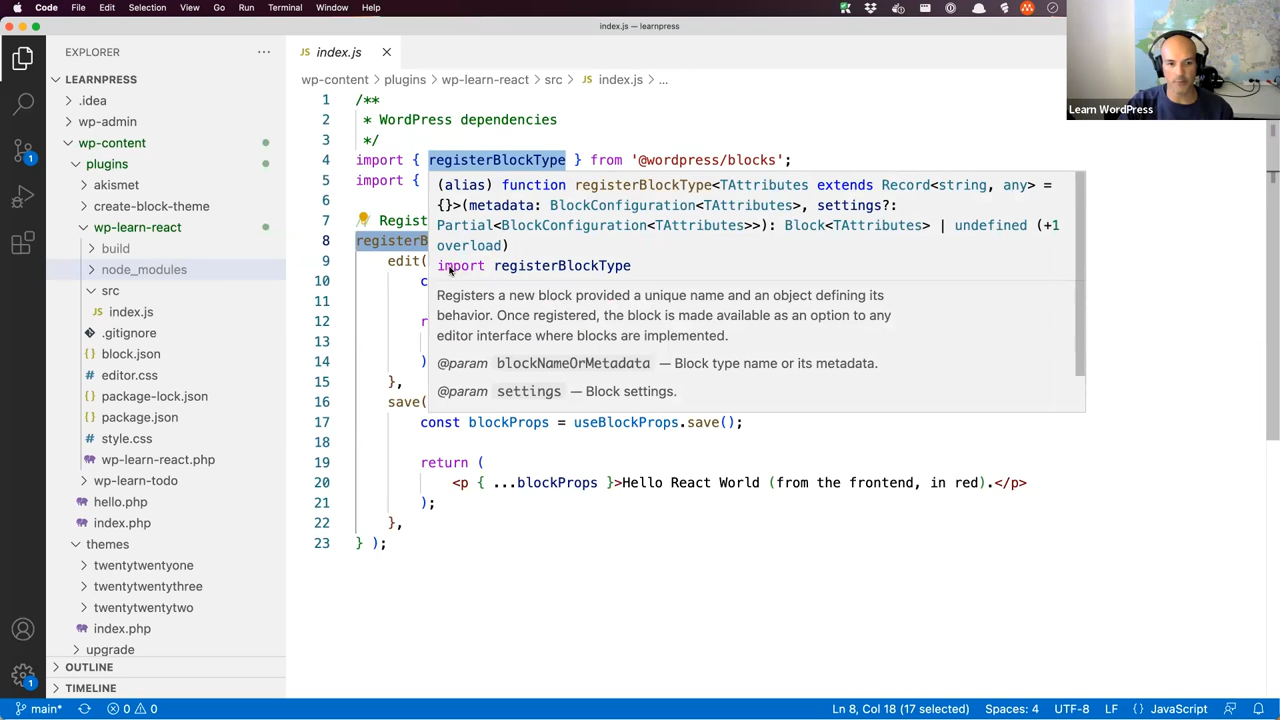 Code File Edit Selection View Go Run Terminal Window Help
index.js — learnpress
EXPLORER
JS index.js
LEARNPRESS
wp-content > plugins > wp-learn-react > src > JS index.js > ...
.idea
wp-admin
wp-content
plugins
akismet
create-block-theme
wp-learn-react
build
node_modules
src
JS index.js
.gitignore
{} block.json
# editor.css
{} package-lock.json
{} package.json
# style.css
wp-learn-react.php
wp-learn-todo
hello.php
index.php
themes
twentytwentyone
twentytwentythree
twentytwentytwo
index.php
upgrade
OUTLINE
TIMELINE
1
1
1 /**
2 * WordPress dependencies
3 */
4 import { registerBlockType } from '@wordpress/blocks';
5 import {
6
7 Regist
8 registerB
9 edit(
10 c
11
12 r
13
14 )
15 },
16 save(
17 const blockProps = useBlockProps.save();
18
19 return (
20 <p { ...blockProps }>Hello React World (from the frontend, in red).</p>
21 );
22 },
23 } );
(alias) function registerBlockType<TAttributes extends Record<string, any> =
{}>(metadata: BlockConfiguration<TAttributes>, settings?:
Partial<BlockConfiguration<TAttributes>>): Block<TAttributes> | undefined (+1
overload)
import registerBlockType
Registers a new block provided a unique name and an object defining its
behavior. Once registered, the block is made available as an option to any
editor interface where blocks are implemented.
@param blockNameOrMetadata — Block type name or its metadata.
@param settings — Block settings.
Learn WordPress
main* 0 0 Ln 8, Col 18 (17 selected) Spaces: 4 UTF-8 LF {} JavaScript